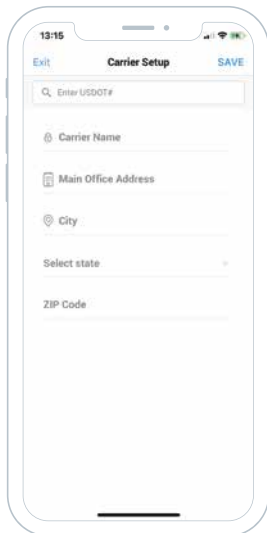 13:15
Exit Carrier Setup SAVE
Enter USDOT#
Carrier Name
Main Office Address
City
Select state
ZIP Code